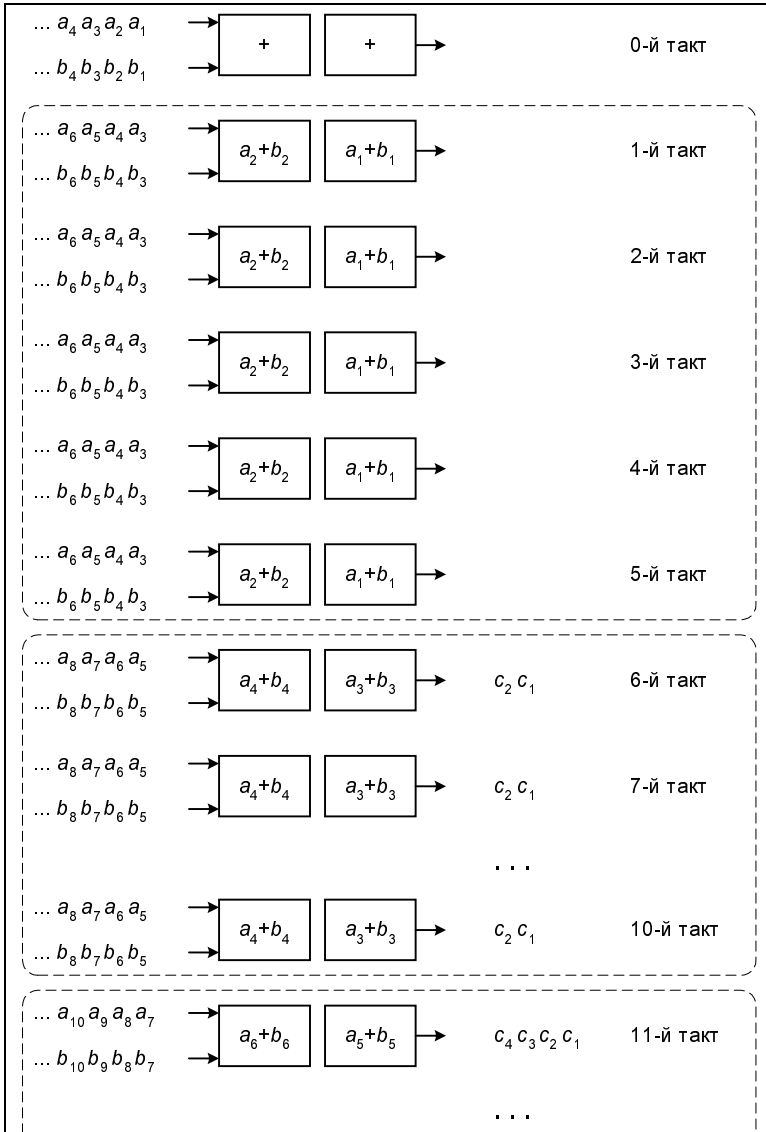 ... a₄ a₃ a₂ a₁
+ + 0-й такт
... b₄ b₃ b₂ b₁
... a₆ a₅ a₄ a₃
a₂+b₂ a₁+b₁ 1-й такт
... b₆ b₅ b₄ b₃
... a₆ a₅ a₄ a₃
a₂+b₂ a₁+b₁ 2-й такт
... b₆ b₅ b₄ b₃
... a₆ a₅ a₄ a₃
a₂+b₂ a₁+b₁ 3-й такт
... b₆ b₅ b₄ b₃
... a₆ a₅ a₄ a₃
a₂+b₂ a₁+b₁ 4-й такт
... b₆ b₅ b₄ b₃
... a₆ a₅ a₄ a₃
a₂+b₂ a₁+b₁ 5-й такт
... b₆ b₅ b₄ b₃
... a₈ a₇ a₆ a₅
a₄+b₄ a₃+b₃ c₂ c₁ 6-й такт
... b₈ b₇ b₆ b₅
... a₈ a₇ a₆ a₅
a₄+b₄ a₃+b₃ c₂ c₁ 7-й такт
... b₈ b₇ b₆ b₅
. . .
... a₈ a₇ a₆ a₅
a₄+b₄ a₃+b₃ c₂ c₁ 10-й такт
... b₈ b₇ b₆ b₅
... a₁₀ a₉ a₈ a₇
a₆+b₆ a₅+b₅ c₄ c₃ c₂ c₁ 11-й такт
... b₁₀ b₉ b₈ b₇
. . .